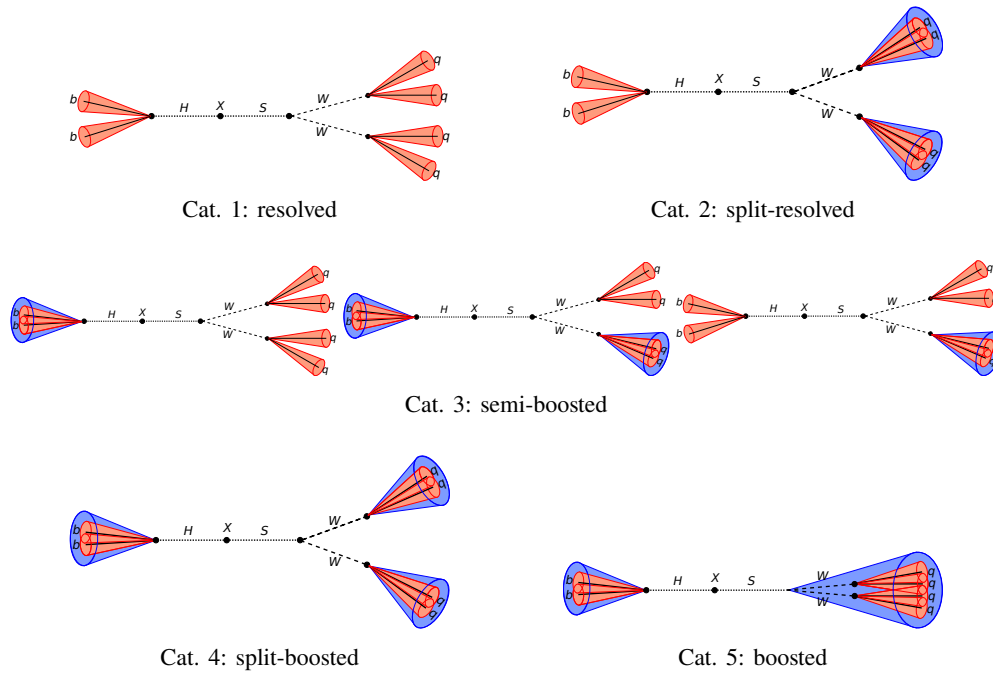 b
b
H X S
W
W
q
q
q
q
Cat. 1: resolved
b
b
H X S
W
W
q
q
q
q
Cat. 2: split-resolved
b
b
H X S
W
W
q
q
q
q
b
b
H X S
W
W
q
q
q
q
b
b
H X S
W
W
q
q
q
q
Cat. 3: semi-boosted
b
b
H X S
W
W
q
q
q
q
Cat. 4: split-boosted
b
b
H X S
W
W
q
q
q
q
Cat. 5: boosted